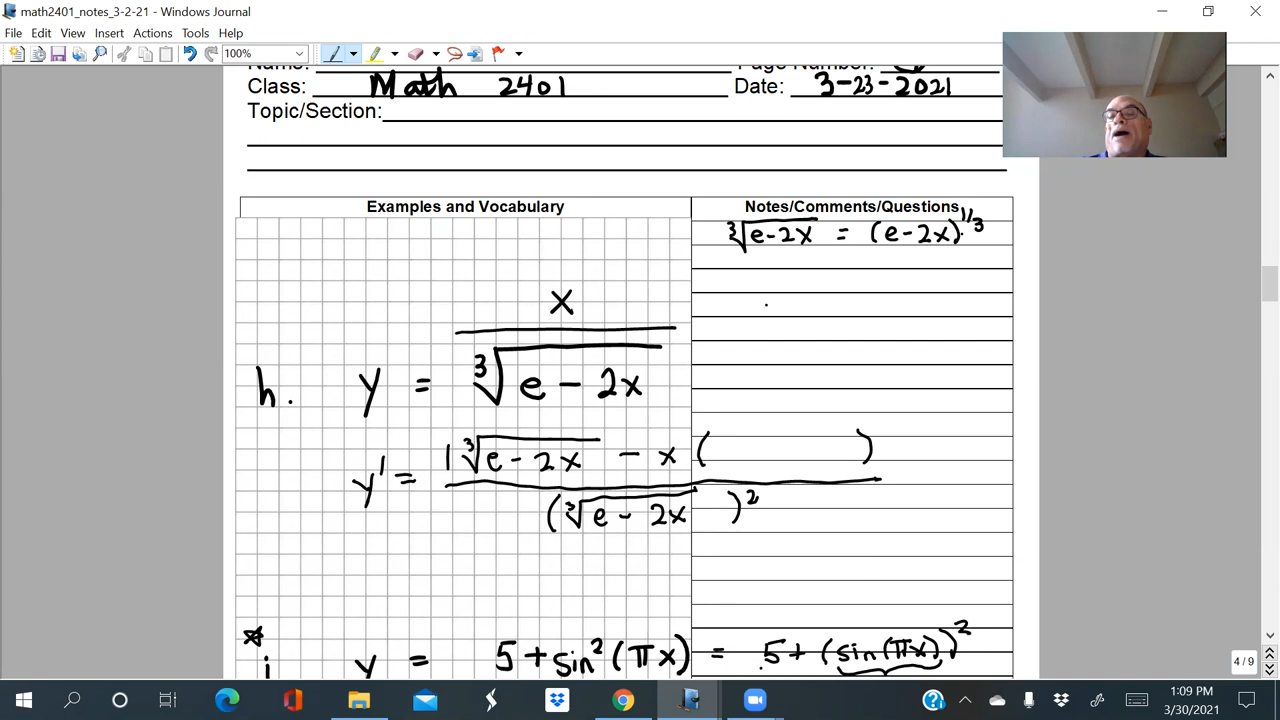 math2401_notes_3-2-21 - Windows Journal
File Edit View Insert Actions Tools Help
100%
Class: Math 2401 Date: 3-23-2021
Topic/Section:
Examples and Vocabulary Notes/Comments/Questions
∛(e-2x) = (e-2x)^1/3
h. y = x / ∛(e - 2x)
y' = (1∛(e - 2x) - x ( )) / (∛(e - 2x) )²
* i y = 5 + sin² (πx) = 5 + (sin(πx))²
4 / 9
1:09 PM
3/30/2021